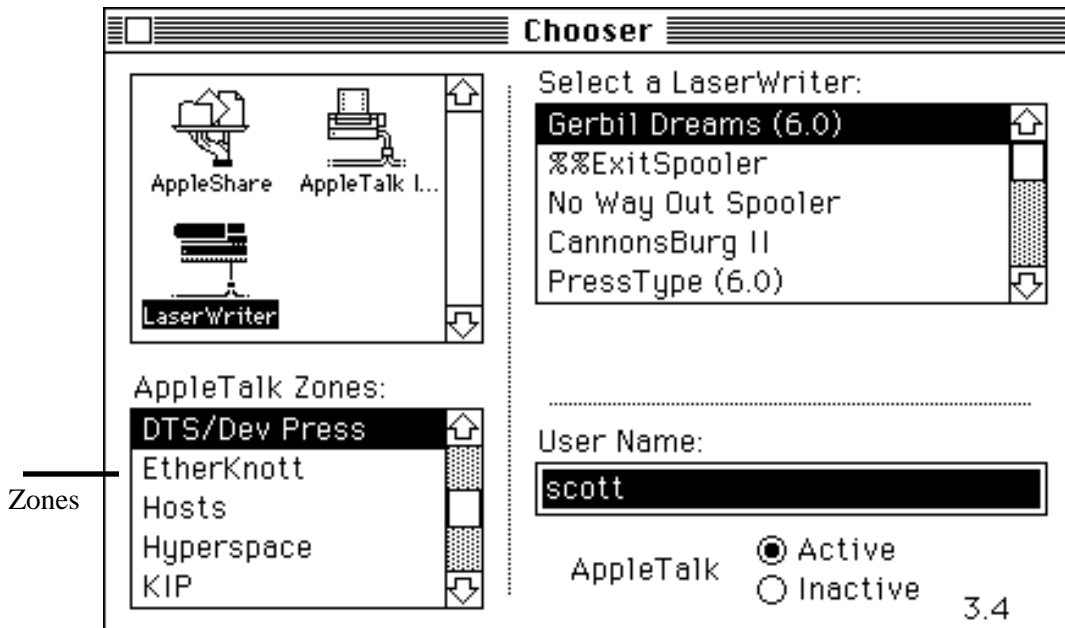 Chooser
AppleShare
AppleTalk I...
LaserWriter
Select a LaserWriter:
Gerbil Dreams (6.0)
%%ExitSpooler
No Way Out Spooler
CannonsBurg II
PressType (6.0)
AppleTalk Zones:
DTS/Dev Press
EtherKnott
Hosts
Hyperspace
KIP
Zones
User Name:
scott
AppleTalk
Active
Inactive
3.4